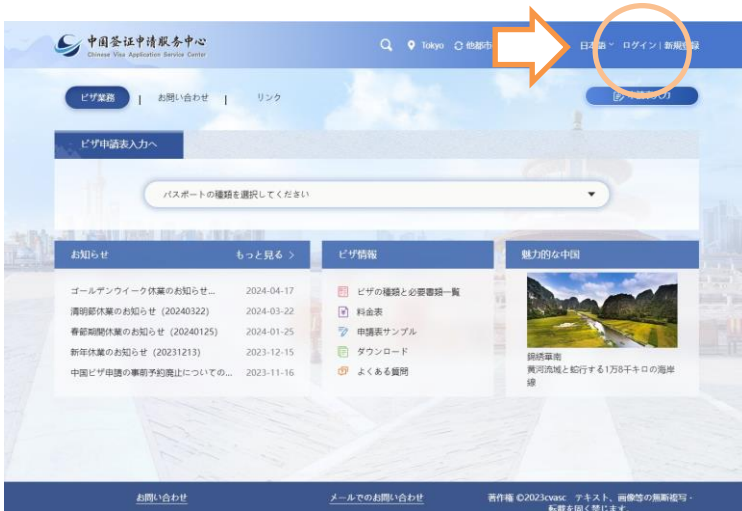 中国签证申请服务中心
Chinese Visa Application Service Center
Tokyo
他都市
日本語
ログイン | 新規登録
ビザ業務 | お問い合わせ | リンク
ビザ申請表入力へ
パスポートの種類を選択してください
お知らせ もっと見る >
ゴールデンウイーク休業のお知らせ... 2024-04-17
清明節休業のお知らせ (20240322) 2024-03-22
春節期間休業のお知らせ (20240125) 2024-01-25
新年休業のお知らせ (20231213) 2023-12-15
中国ビザ申請の事前予約廃止についての... 2023-11-16
ビザ情報
ビザの種類と必要書類一覧
料金表
申請表サンプル
ダウンロード
よくある質問
魅力的な中国
錦綉華南
黄河流域と蛇行する1万8千キロの海岸
線
お問い合わせ
メールでのお問い合わせ
著作権 ©2023cvasc テキスト、画像等の無断複写・
転載を固く禁じます